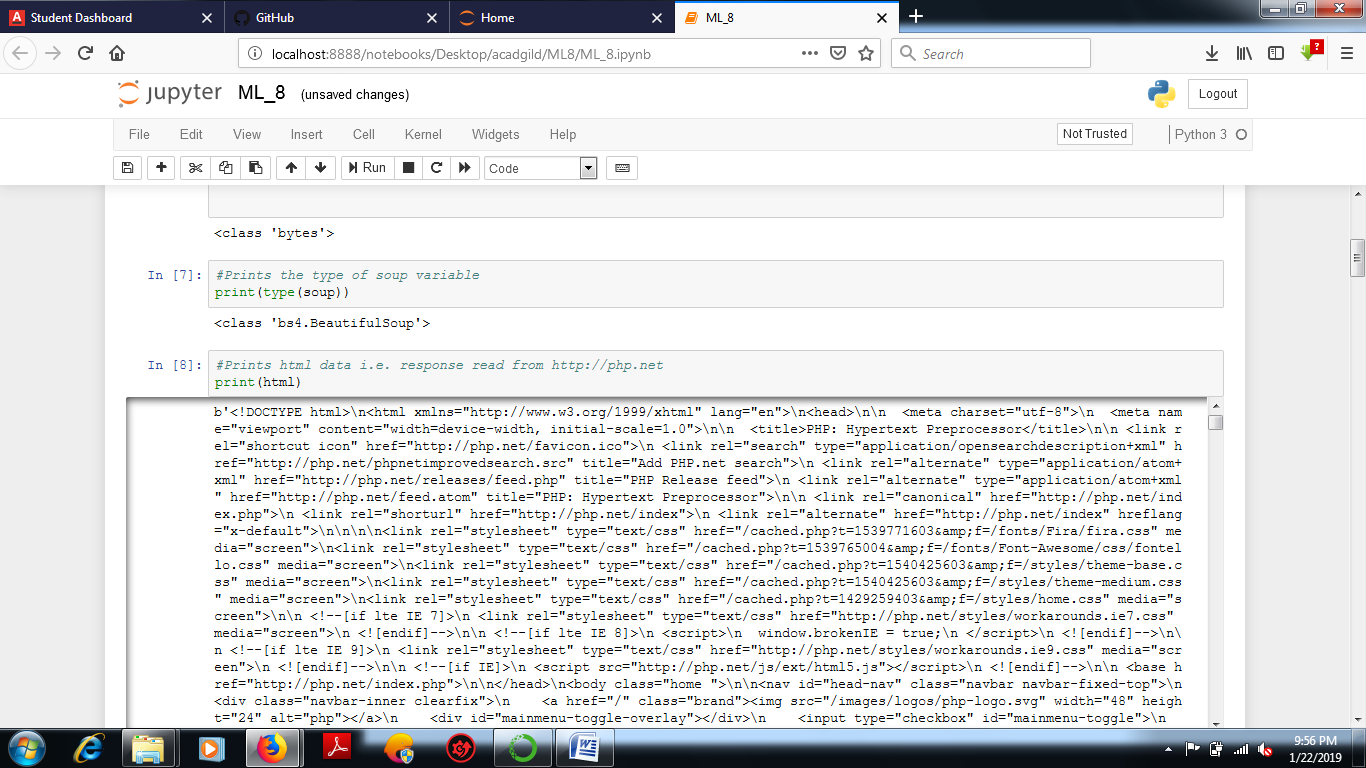 Student Dashboard
GitHub
Home
ML_8
localhost:8888/notebooks/Desktop/acadgild/ML8/ML_8.ipynb
Search
jupyter ML_8 (unsaved changes)
Logout
File Edit View Insert Cell Kernel Widgets Help
Not Trusted
Python 3
Run
Code
<class 'bytes'>
In [7]: #Prints the type of soup variable
print(type(soup))
<class 'bs4.BeautifulSoup'>
In [8]: #Prints html data i.e. response read from http://php.net
print(html)
b'<!DOCTYPE html>\n<html xmlns="http://www.w3.org/1999/xhtml" lang="en">\n<head>\n\n  <meta charset="utf-8">\n  <meta na
me="viewport" content="width=device-width, initial-scale=1.0">\n\n  <title>PHP: Hypertext Preprocessor</title>\n\n <link r
el="shortcut icon" href="http://php.net/favicon.ico">\n <link rel="search" type="application/opensearchdescription+xml" h
ref="http://php.net/phpnetimprovedsearch.src" title="Add PHP.net search">\n <link rel="alternate" type="application/atom+
xml" href="http://php.net/releases/feed.php" title="PHP Release feed">\n <link rel="alternate" type="application/atom+xml
" href="http://php.net/feed.atom" title="PHP: Hypertext Preprocessor">\n\n <link rel="canonical" href="http://php.net/ind
ex.php">\n <link rel="shorturl" href="http://php.net/index">\n <link rel="alternate" href="http://php.net/index" hreflang
="x-default">\n\n\n\n\n<link rel="stylesheet" type="text/css" href="/cached.php?t=1539771603&amp;f=/fonts/Fira/fira.css" me
dia="screen">\n<link rel="stylesheet" type="text/css" href="/cached.php?t=1539765004&amp;f=/fonts/Font-Awesome/css/fontel
lo.css" media="screen">\n<link rel="stylesheet" type="text/css" href="/cached.php?t=1540425603&amp;f=/styles/theme-base.c
ss" media="screen">\n<link rel="stylesheet" type="text/css" href="/cached.php?t=1540425603&amp;f=/styles/theme-medium.css
" media="screen">\n<link rel="stylesheet" type="text/css" href="/cached.php?t=1429259403&amp;f=/styles/home.css" media="s
creen">\n\n <!--[if lte IE 7]>\n <link rel="stylesheet" type="text/css" href="http://php.net/styles/workarounds.ie7.css"
media="screen">\n <![endif]-->\n\n <!--[if lte IE 8]>\n <script>\n  window.brokenIE = true;\n </script>\n <![endif]-->\n\
n <!--[if lte IE 9]>\n <link rel="stylesheet" type="text/css" href="http://php.net/styles/workarounds.ie9.css" media="scr
een">\n <![endif]-->\n\n <!--[if IE]>\n <script src="http://php.net/js/ext/html5.js"></script>\n <![endif]-->\n\n <base h
ref="http://php.net/index.php">\n\n</head>\n<body class="home ">\n\n<nav id="head-nav" class="navbar navbar-fixed-top">\n
<div class="navbar-inner clearfix">\n    <a href="/" class="brand"><img src="/images/logos/php-logo.svg" width="48" heigh
t="24" alt="php"></a>\n    <div id="mainmenu-toggle-overlay"></div>\n    <input type="checkbox" id="mainmenu-toggle">\n
9:56 PM
1/22/2019